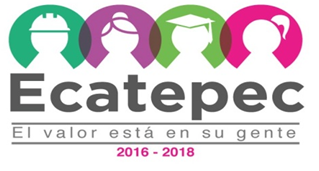 Ecatepec
El valor está en su gente
2016 - 2018